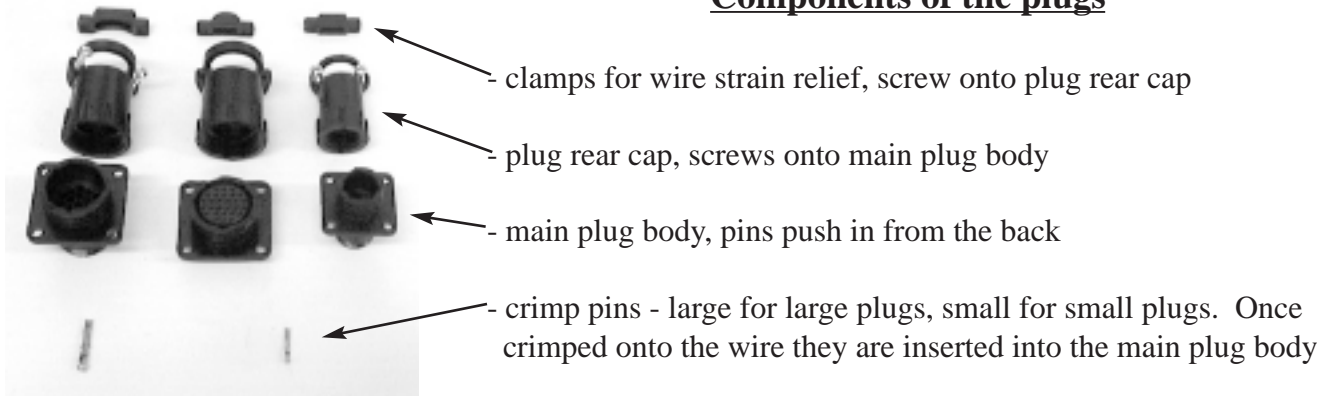 Components of the plugs
- clamps for wire strain relief, screw onto plug rear cap
- plug rear cap, screws onto main plug body
- main plug body, pins push in from the back
- crimp pins - large for large plugs, small for small plugs.  Once
crimped onto the wire they are inserted into the main plug body